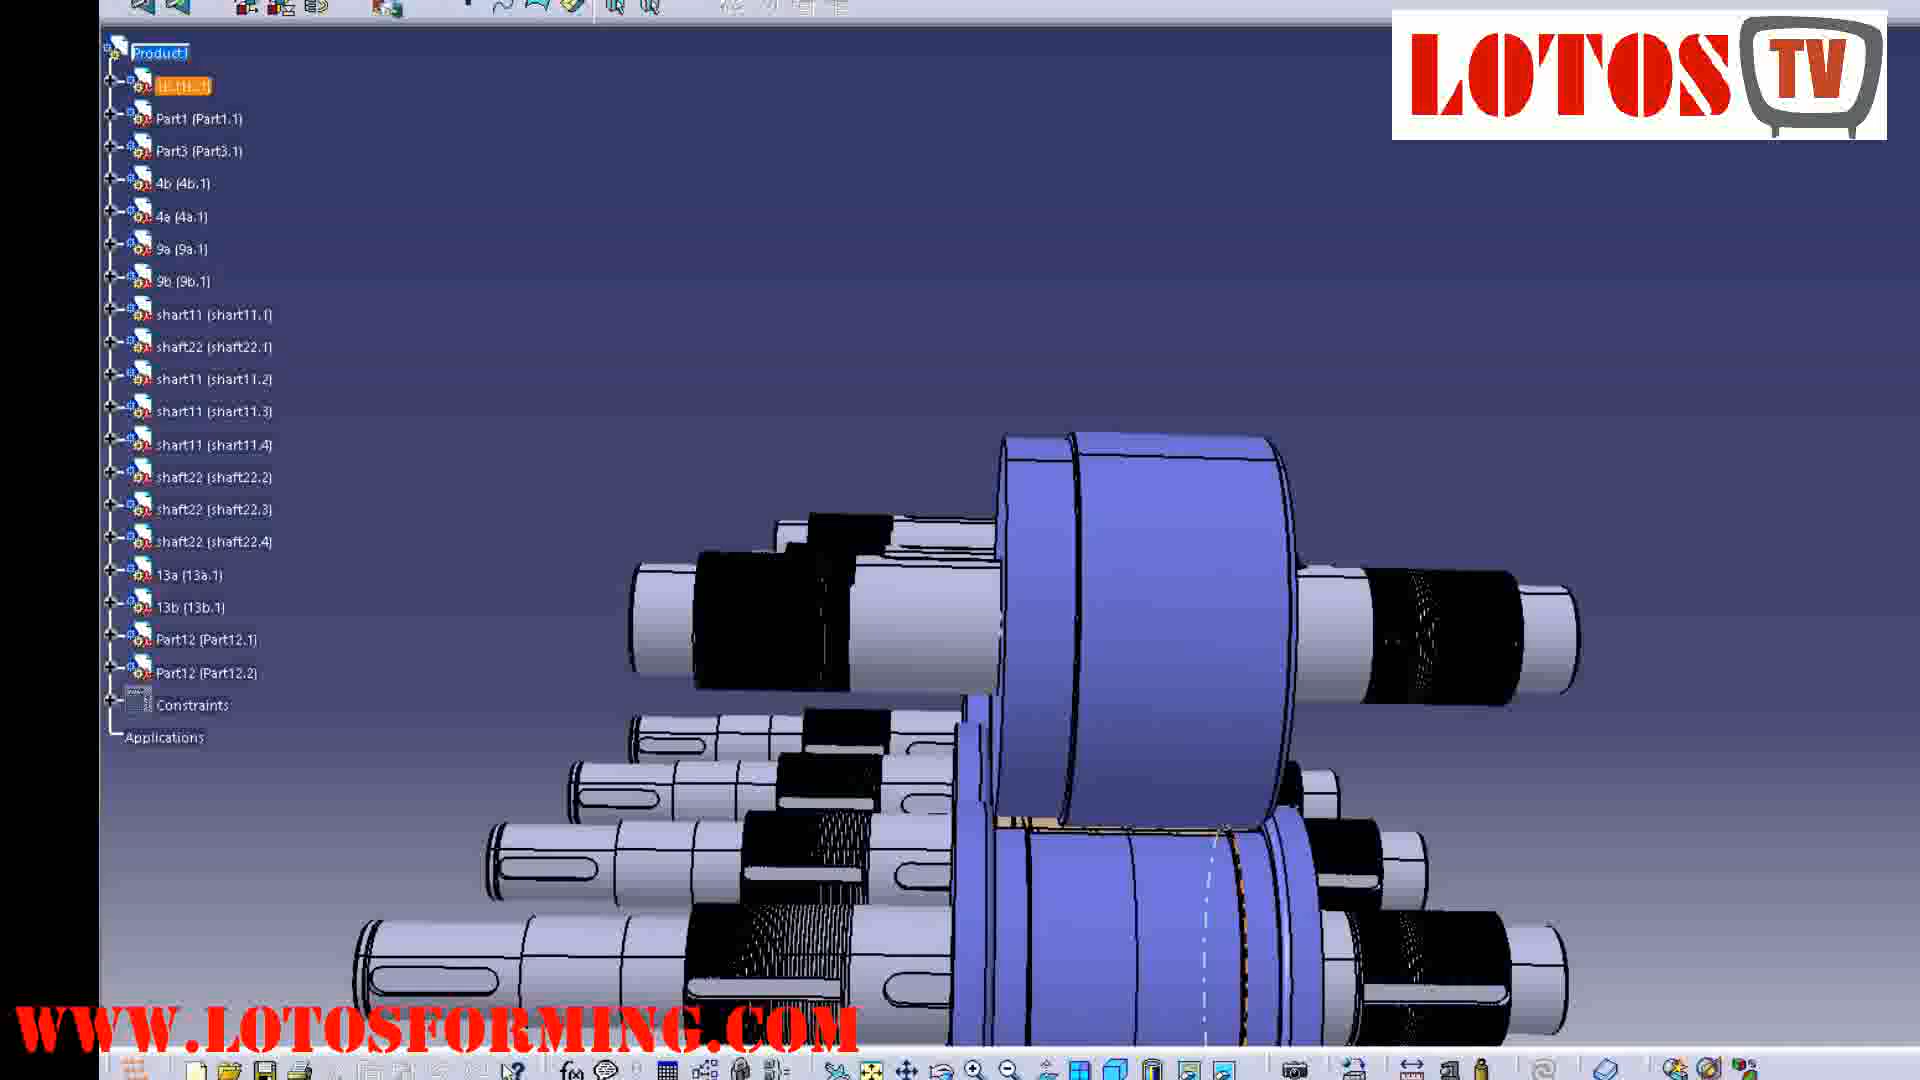 LOTOS TV
Product1
Part1 (Part1.1)
Part3 (Part3.1)
4b (4b.1)
4a (4a.1)
9a (9a.1)
9b (9b.1)
shart11 (shart11.1)
shaft22 (shaft22.1)
shart11 (shart11.2)
shart11 (shart11.3)
shart11 (shart11.4)
shaft22 (shaft22.2)
shaft22 (shaft22.3)
shaft22 (shaft22.4)
13a (13a.1)
13b (13b.1)
Part12 (Part12.1)
Part12 (Part12.2)
Constraints
Applications
WWW.LOTOSFORMING.COM